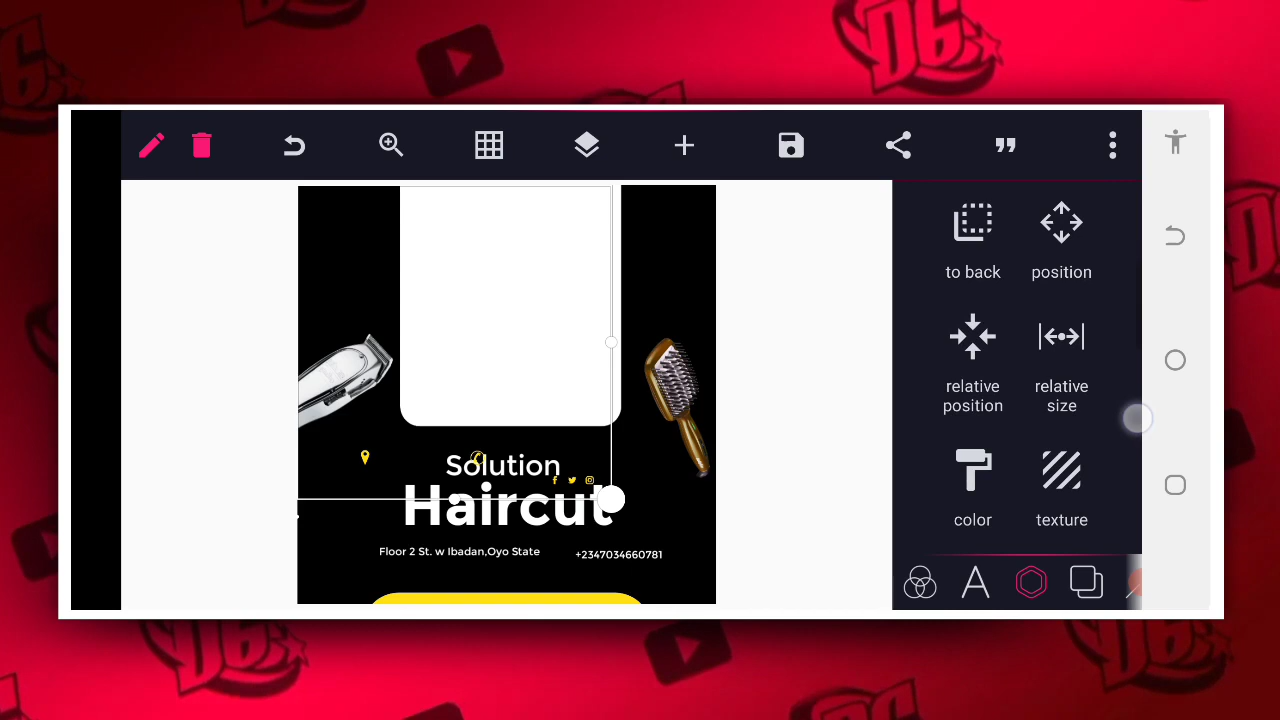 to back
position
relative
position
relative
size
color
texture
Solution
Haircut
Floor 2 St. w Ibadan,Oyo State
+2347034660781